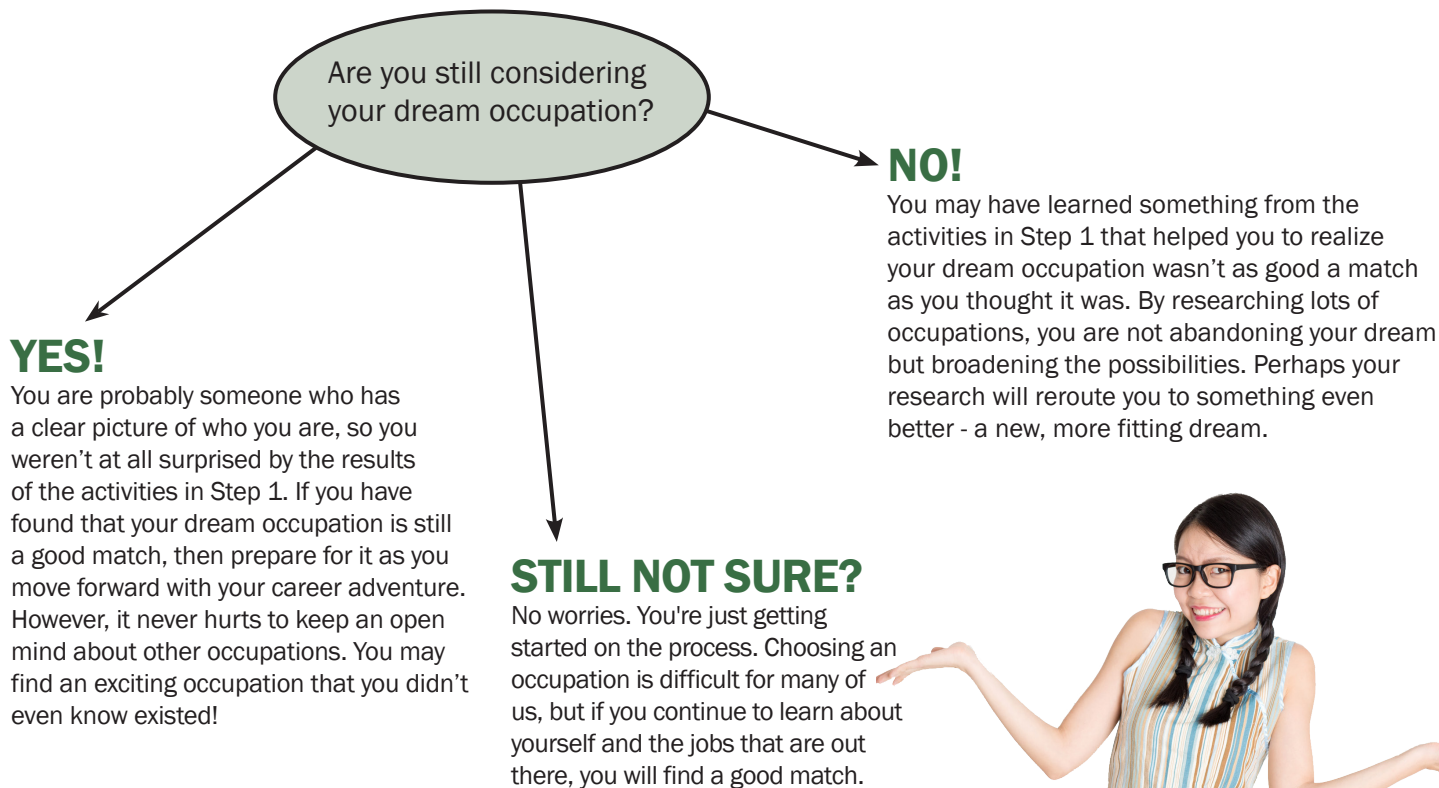 Are you still considering
your dream occupation?
NO!
You may have learned something from the
activities in Step 1 that helped you to realize
your dream occupation wasn’t as good a match
as you thought it was. By researching lots of
occupations, you are not abandoning your dream
but broadening the possibilities. Perhaps your
research will reroute you to something even
better - a new, more fitting dream.
YES!
You are probably someone who has
a clear picture of who you are, so you
weren’t at all surprised by the results
of the activities in Step 1. If you have
found that your dream occupation is still
a good match, then prepare for it as you
move forward with your career adventure.
However, it never hurts to keep an open
mind about other occupations. You may
find an exciting occupation that you didn’t
even know existed!
STILL NOT SURE?
No worries. You're just getting
started on the process. Choosing an
occupation is difficult for many of
us, but if you continue to learn about
yourself and the jobs that are out
there, you will find a good match.